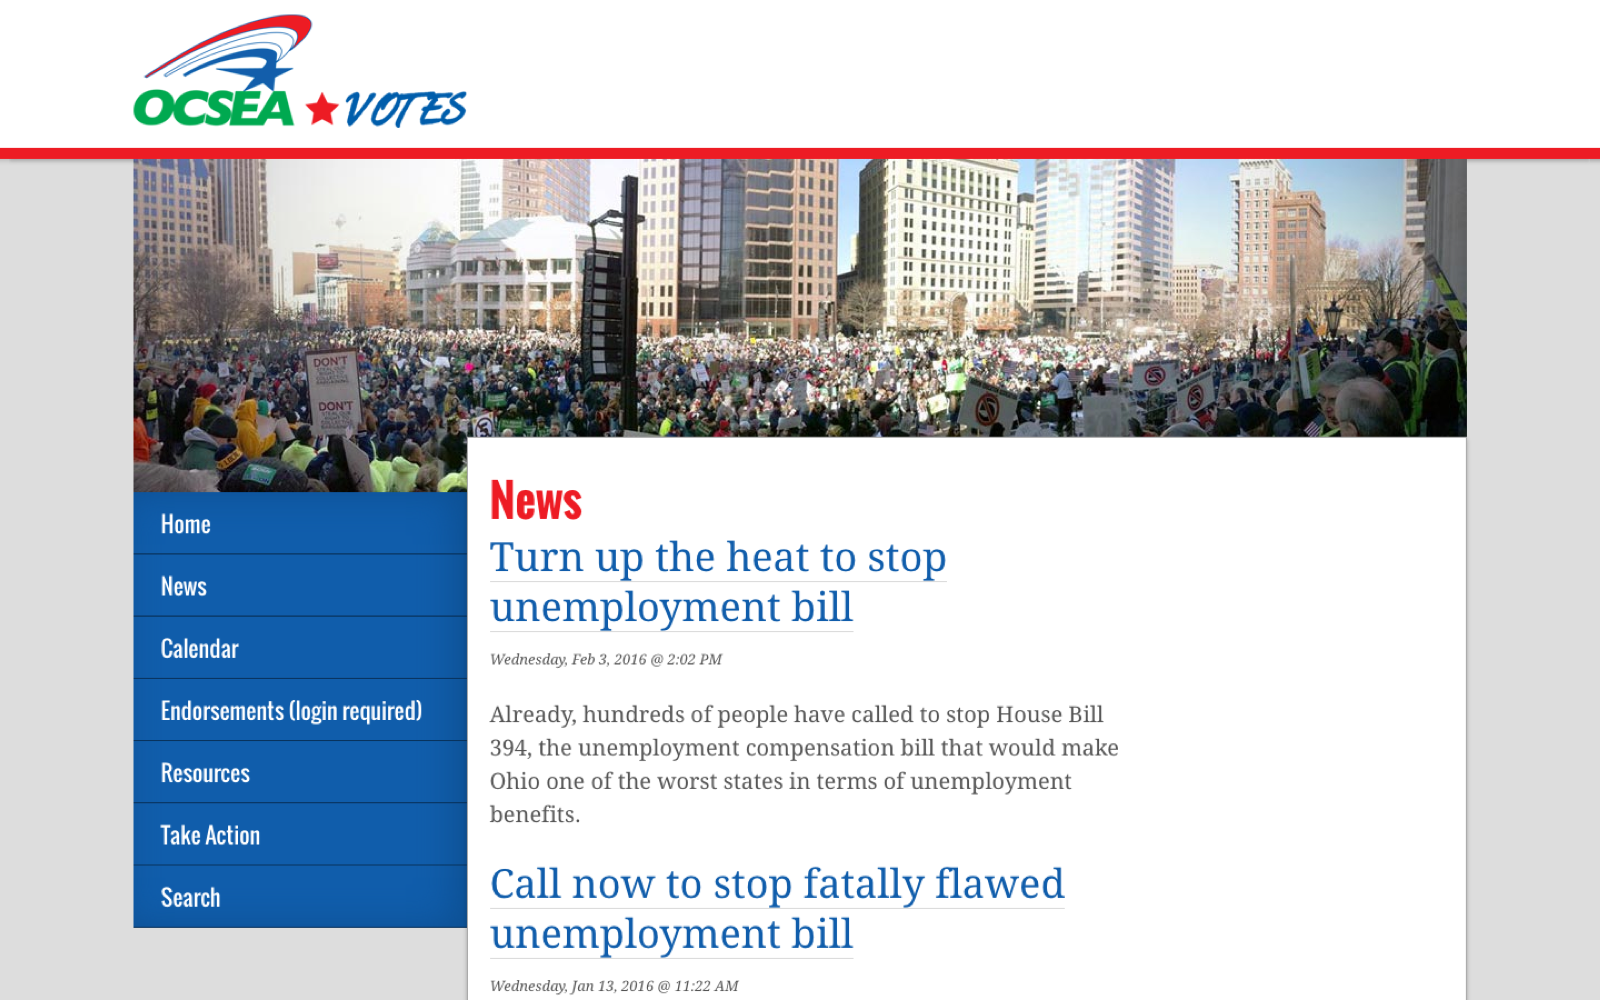 OCSEA VOTES
DON'T
DON'T
Home
News
Calendar
Endorsements (login required)
Resources
Take Action
Search
News
Turn up the heat to stop
unemployment bill
Wednesday, Feb 3, 2016 @ 2:02 PM
Already, hundreds of people have called to stop House Bill
394, the unemployment compensation bill that would make
Ohio one of the worst states in terms of unemployment
benefits.
Call now to stop fatally flawed
unemployment bill
Wednesday, Jan 13, 2016 @ 11:22 AM